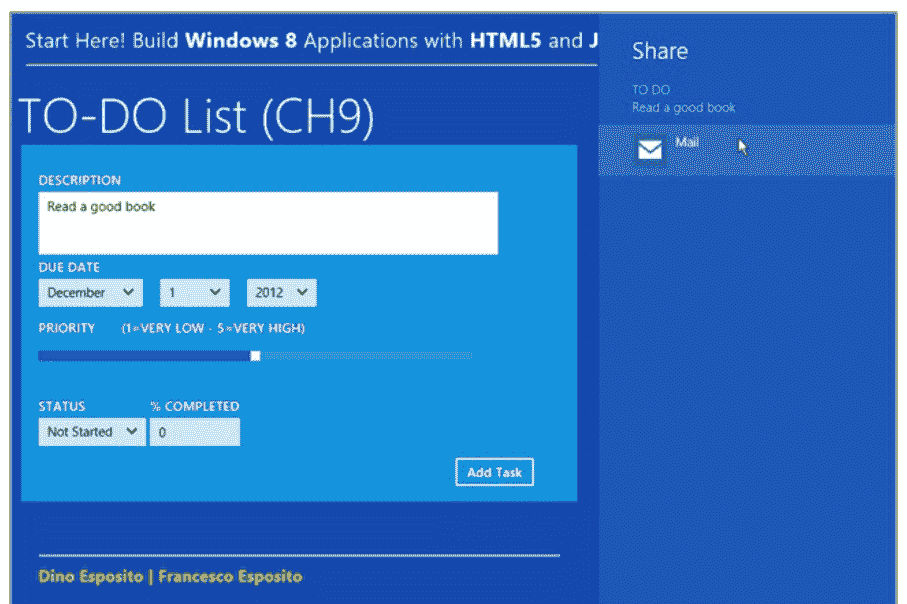 Start Here! Build Windows 8 Applications with HTML5 and J
TO-DO List (CH9)
DESCRIPTION
Read a good book
DUE DATE
December 1 2012
PRIORITY (1=VERY LOW - 5=VERY HIGH)
STATUS % COMPLETED
Not Started 0
Add Task
Dino Esposito | Francesco Esposito
Share
TO DO
Read a good book
Mail